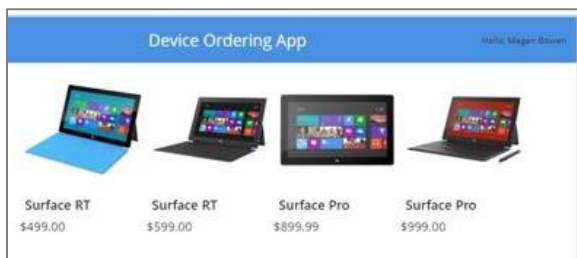 Device Ordering App
Hello, Megan Bowen
Surface RT
Surface RT
Surface Pro
Surface Pro
$499.00
$599.00
$899.99
$999.00